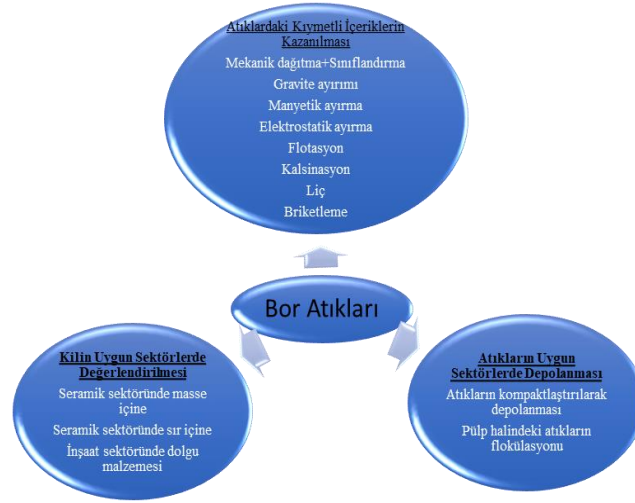 Atıklardaki Kıymetli İçeriklerin
Kazanılması
Mekanik dağıtma+Sınıflandırma
Gravite ayırımı
Manyetik ayırma
Elektrostatik ayırma
Flotasyon
Kalsinasyon
Liç
Briketleme
Bor Atıkları
Kilin Uygun Sektörlerde
Değerlendirilmesi
Seramik sektöründe masse
içine
Seramik sektöründe sır içine
İnşaat sektöründe dolgu
malzemesi
Atıkların Uygun
Sektörlerde Depolanması
Atıkların kompaktlaştırılarak
depolanması
Pülp halindeki atıkların
flokülasyonu